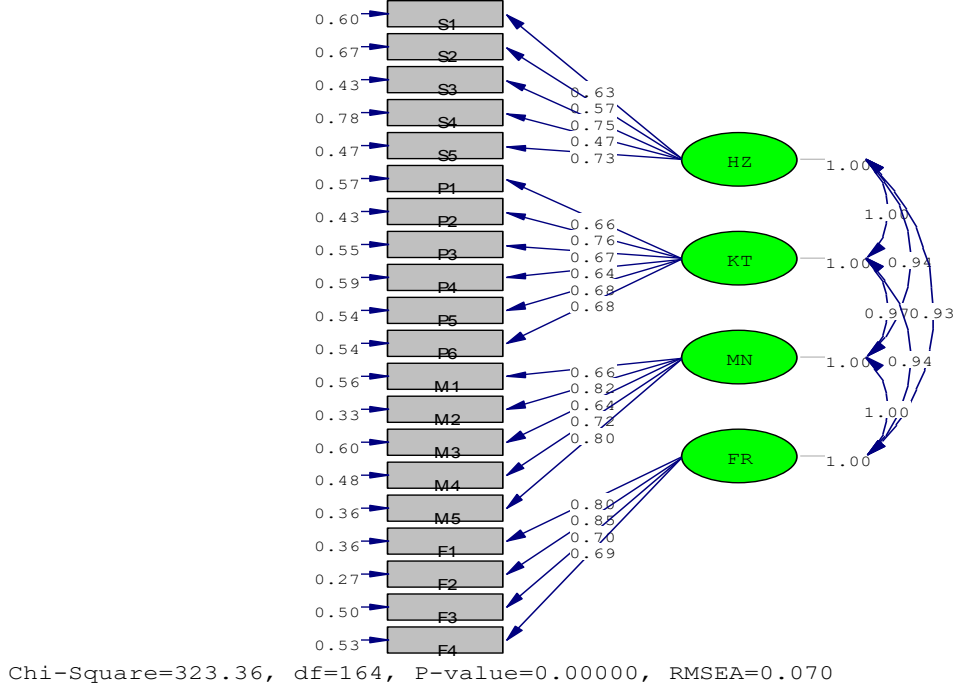 0.60 S1
0.67 S2
0.43 S3
0.78 S4
0.47 S5
0.57 P1
0.43 P2
0.55 P3
0.59 P4
0.54 P5
0.54 P6
0.56 M1
0.33 M2
0.60 M3
0.48 M4
0.36 M5
0.36 F1
0.27 F2
0.50 F3
0.53 F4
0.63
0.57
0.75
0.47
0.73
0.66
0.76
0.67
0.64
0.68
0.68
0.66
0.82
0.64
0.72
0.80
0.80
0.85
0.70
0.69
HZ 1.00
KT 1.00
MN 1.00
FR 1.00
1.00
0.94
0.97 0.93
0.94
1.00
Chi-Square=323.36, df=164, P-value=0.00000, RMSEA=0.070